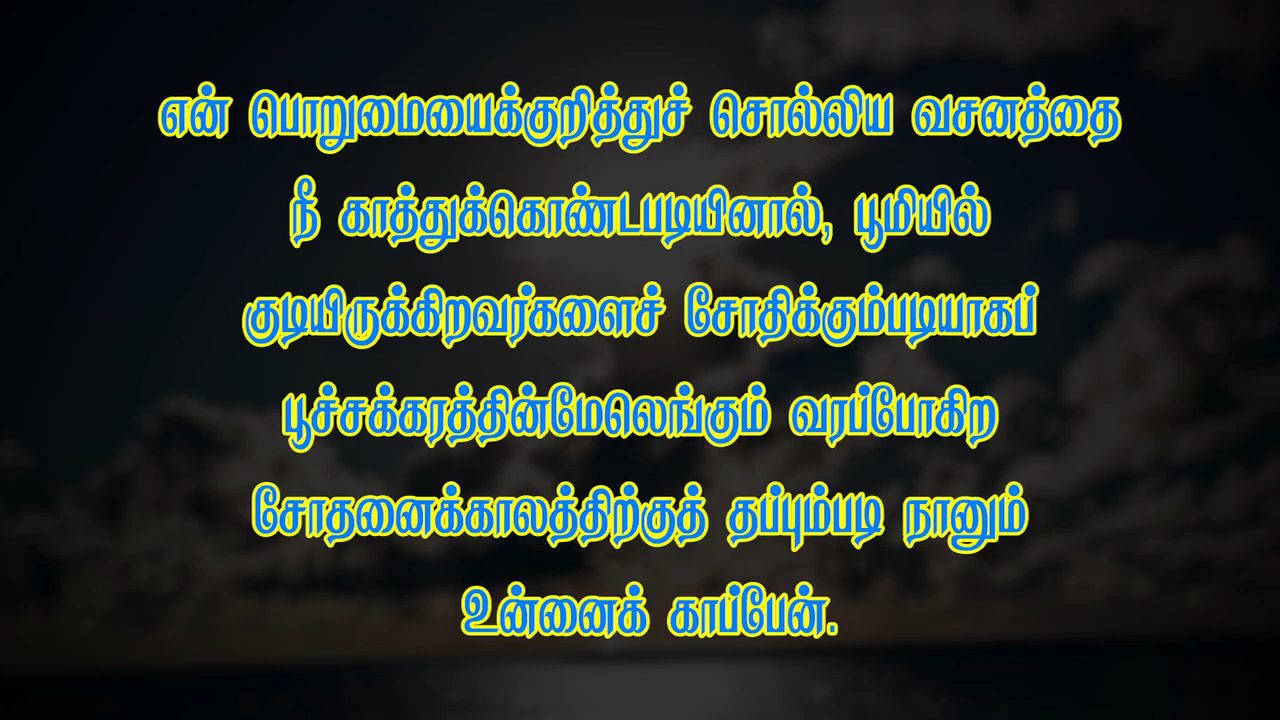 என் பொறுமையைக்குறித்துச் சொல்லிய வசனத்தை
நீ காத்துக்கொண்டபடியினால், பூமியில்
குடியிருக்கிறவர்களைச் சோதிக்கும்படியாகப்
பூச்சக்கரத்தின்மேலெங்கும் வரப்போகிற
சோதனைக்காலத்திற்குத் தப்பும்படி நானும்
உன்னைக் காப்பேன்.